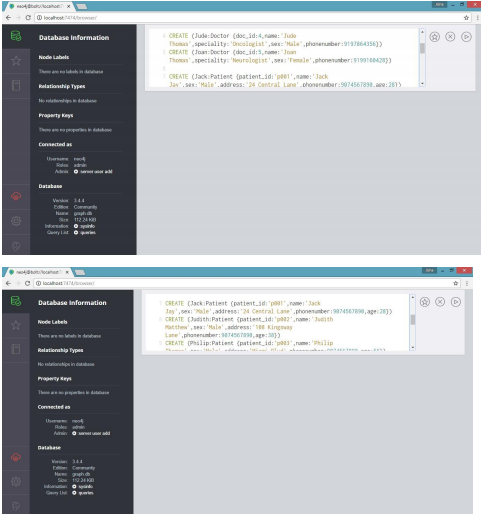 neo4j@bolt://localhost:7
localhost:7474/browser/
Database Information
Node Labels
There are no labels in database
Relationship Types
No relationships in database
Property Keys
There are no properties in database
Connected as
Username: neo4j
Roles: admin
Admin: server user add
Database
Version: 3.4.4
Edition: Community
Name: graph.db
Size: 112.24 KiB
Information: sysinfo
Query List: queries
CREATE (Jude:Doctor {doc_id:4,name:'Jude
Thomas',speciality:'Oncologist',sex:'Male',phonenumber:9197864356})
CREATE (Joan:Doctor {doc_id:5,name:'Joan
Thomas',speciality:'Neurologist',sex:'Female',phonenumber:9199160428})
CREATE (Jack:Patient {patient_id:'p001',name:'Jack
Jay',sex:'Male',address:'24 Central Lane',phonenumber:9074567890,age:28})
neo4j@bolt://localhost:7
localhost:7474/browser/
Database Information
Node Labels
There are no labels in database
Relationship Types
No relationships in database
Property Keys
There are no properties in database
Connected as
Username: neo4j
Roles: admin
Admin: server user add
Database
Version: 3.4.4
Edition: Community
Name: graph.db
Size: 112.24 KiB
Information: sysinfo
Query List: queries
CREATE (Jack:Patient {patient_id:'p001',name:'Jack
Jay',sex:'Male',address:'24 Central Lane',phonenumber:9074567890,age:28})
CREATE (Judith:Patient {patient_id:'p002',name:'Judith
Matthew',sex:'Male',address:'108 Kingsway
Lane',phonenumber:9874567890,age:38})
CREATE (Philip:Patient {patient_id:'p003',name:'Philip